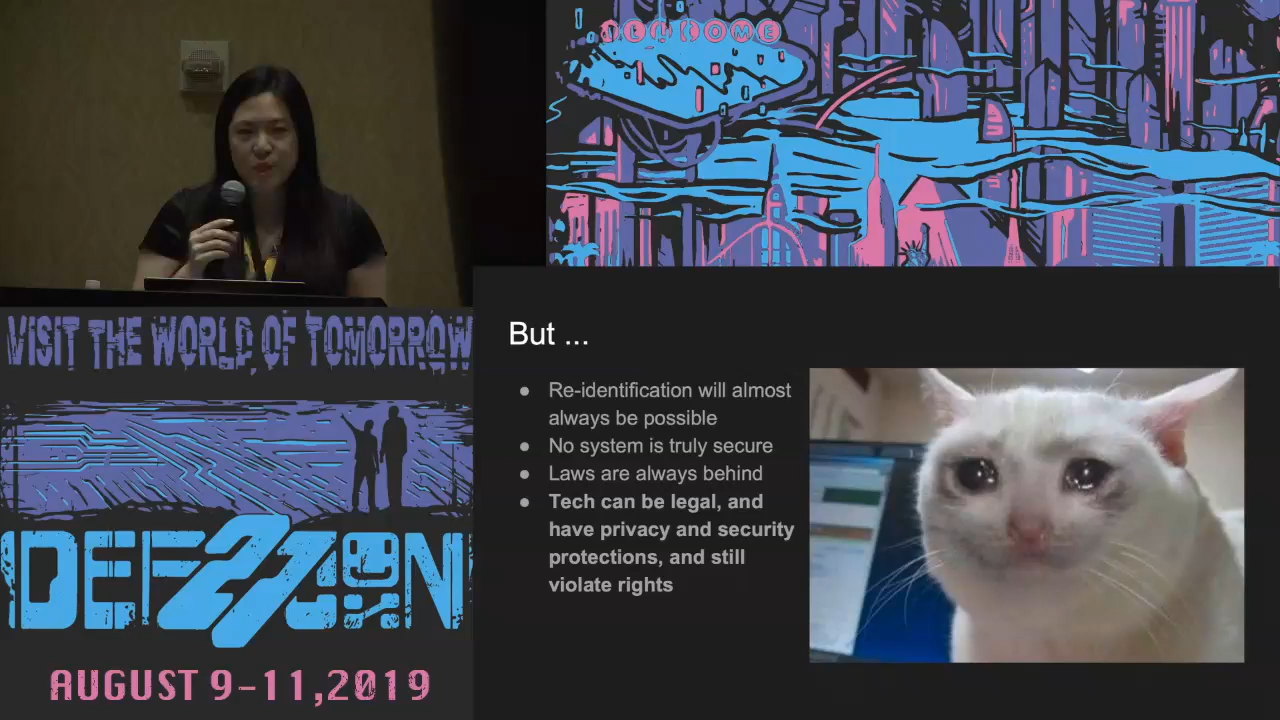 WELCOME
VISIT THE WORLD OF TOMORROW
DEF CON
27
AUGUST 9-11,2019
But ...
● Re-identification will almost
always be possible
● No system is truly secure
● Laws are always behind
● Tech can be legal, and
have privacy and security
protections, and still
violate rights